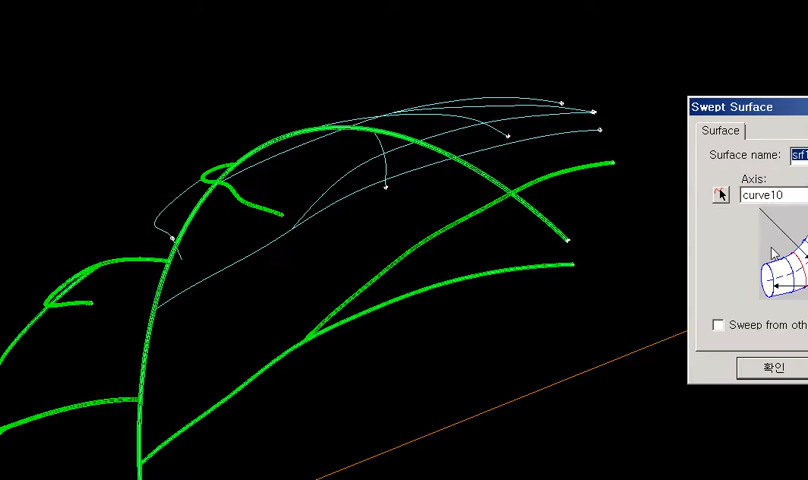 Swept Surface
Surface
Surface name:
Axis:
curve10
Sweep from oth
확인